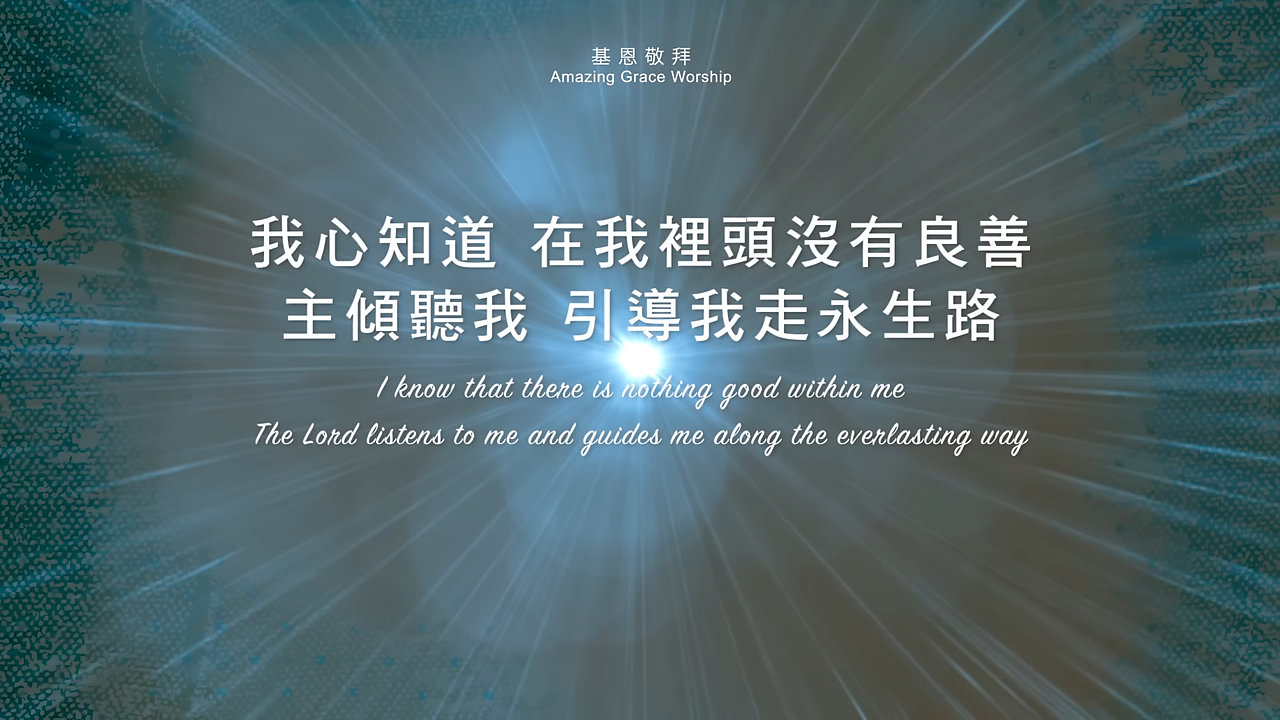 基恩敬拜
Amazing Grace Worship
我心知道 在我裡頭沒有良善
主傾聽我 引導我走永生路
I know that there is nothing good within me
The Lord listens to me and guides me along the everlasting way